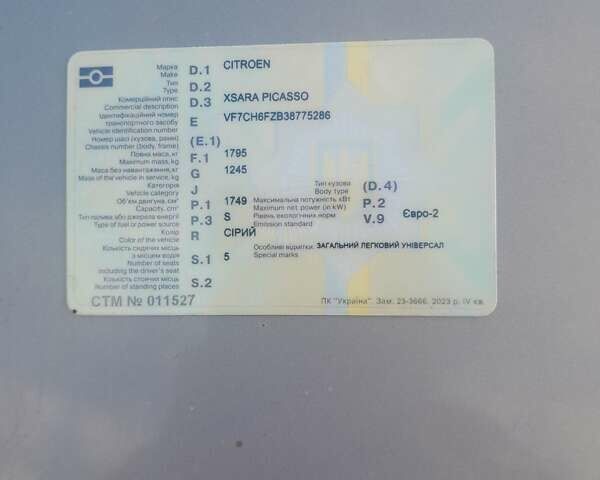 Марка
Make
D.1 CITROEN
Тип
Type
D.2
Комерційний опис
Commercial description
D.3 XSARA PICASSO
Ідентифікаційний номер
транспортного засобу
Vehicle identification number
E VF7CH6FZB38775286
Номер шасі (кузова, рами)
Chassis number (body, frame)
(E.1)
Повна маса, кг
Maximum mass, kg
F.1 1795
Маса без навантаження, кг
Mass of the vehicle in service, kg
G 1245
Категорія
Vehicle category
J
Тип кузова
Body type
(D.4)
Об'єм двигуна, см³
Capacity, cm³
P.1 1749
Максимальна потужність кВт
Maximum net. power (in kW)
P.2
Тип палива або джерела енергії
Type of fuel or power source
P.3 S
Рівень екологічних норм
Emission standard
V.9 Євро-2
Колір
Color of the vehicle
R СІРИЙ
Кількість сидячих місць
з місцем водія
Number of seats
including the driver's seat
S.1 5
Особливі відмітки: ЗАГАЛЬНИЙ ЛЕГКОВИЙ УНІВЕРСАЛ
Special marks
Кількість стоячих місць
Number of standing places
S.2
СТМ № 011527
ПК "Україна". Зам. 23-3666. 2023 р. IV кв.